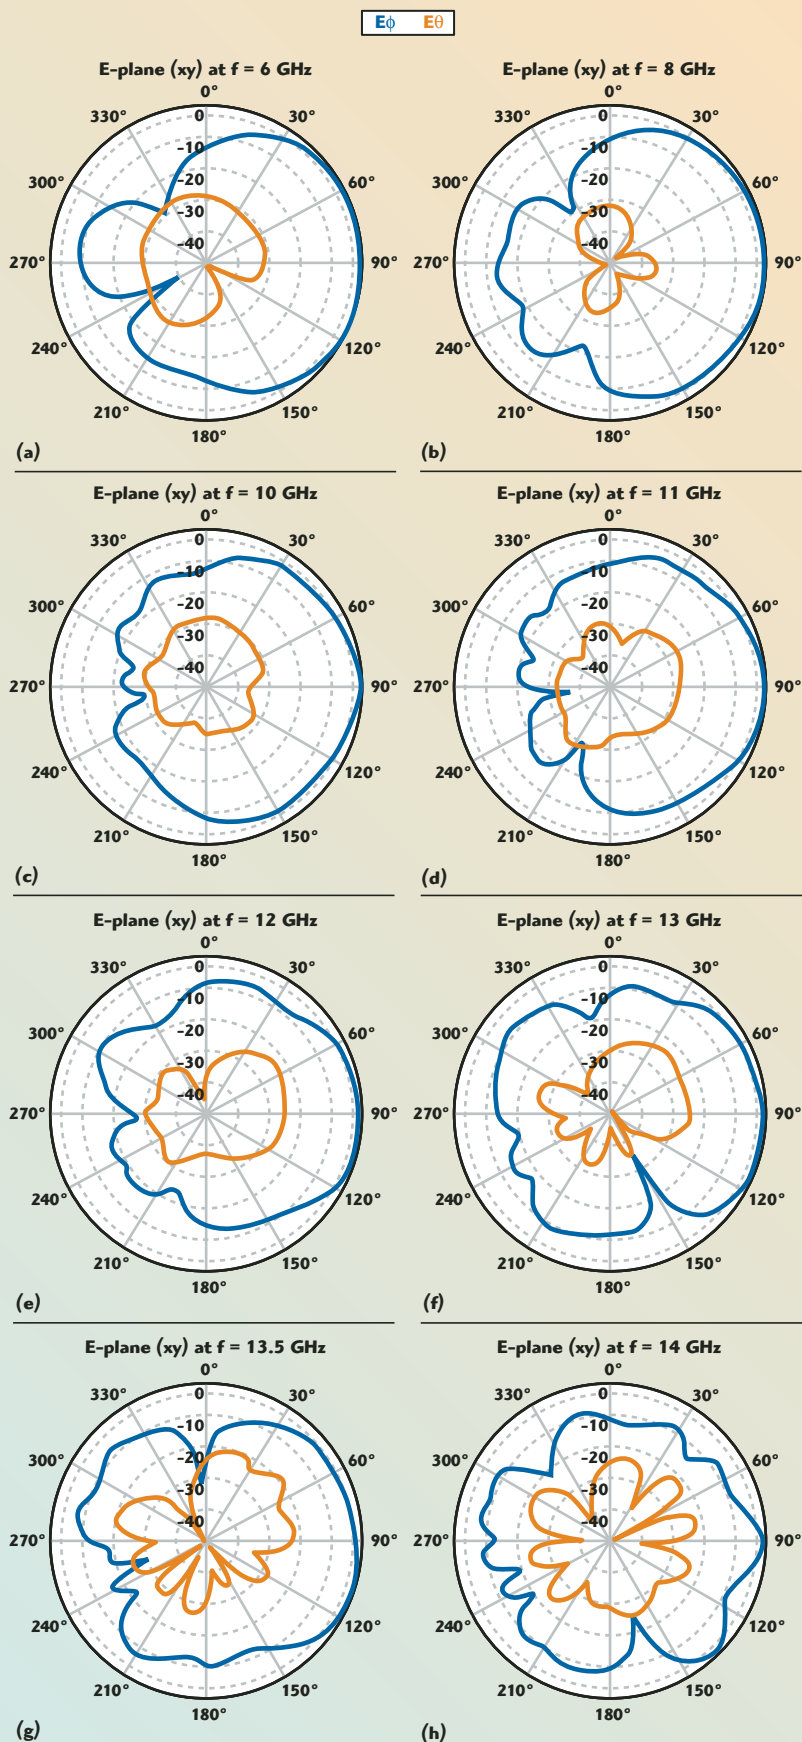 Eϕ Eθ
E-plane (xy) at f = 6 GHz
0°
330° 0 30°
-10
300° -20 60°
-30
-40
270° 90°
240° 120°
210° 150°
180°
(a)
E-plane (xy) at f = 8 GHz
0°
330° 0 30°
-10
300° -20 60°
-30
-40
270° 90°
240° 120°
210° 150°
180°
(b)
E-plane (xy) at f = 10 GHz
0°
330° 0 30°
-10
300° -20 60°
-30
-40
270° 90°
240° 120°
210° 150°
180°
(c)
E-plane (xy) at f = 11 GHz
0°
330° 0 30°
-10
300° -20 60°
-30
-40
270° 90°
240° 120°
210° 150°
180°
(d)
E-plane (xy) at f = 12 GHz
0°
330° 0 30°
-10
300° -20 60°
-30
-40
270° 90°
240° 120°
210° 150°
180°
(e)
E-plane (xy) at f = 13 GHz
0°
330° 0 30°
-10
300° -20 60°
-30
-40
270° 90°
240° 120°
210° 150°
180°
(f)
E-plane (xy) at f = 13.5 GHz
0°
330° 0 30°
-10
300° -20 60°
-30
-40
270° 90°
240° 120°
210° 150°
180°
(g)
E-plane (xy) at f = 14 GHz
0°
330° 0 30°
-10
300° -20 60°
-30
-40
270° 90°
240° 120°
210° 150°
180°
(h)